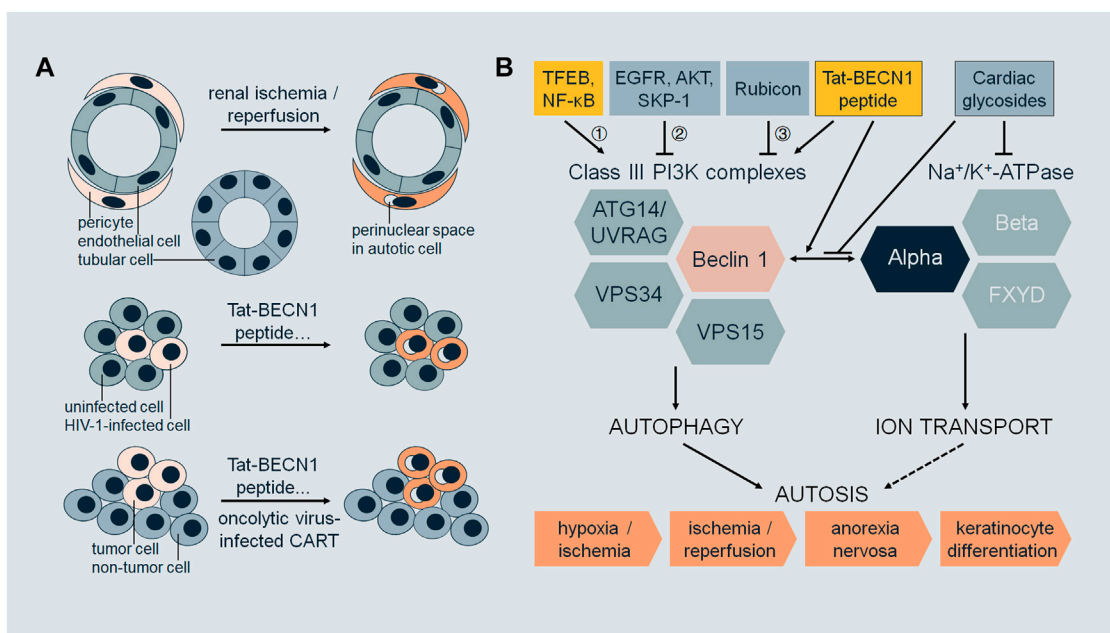 A
renal ischemia /
reperfusion
pericyte
endothelial cell
tubular cell
perinuclear space
in autotic cell
Tat-BECN1
peptide...
uninfected cell
HIV-1-infected cell
Tat-BECN1
peptide...
oncolytic virus-
infected CART
tumor cell
non-tumor cell
B
TFEB,
NF-κB
EGFR, AKT,
SKP-1
Rubicon
Tat-BECN1
peptide
Cardiac
glycosides
①
②
③
Class III PI3K complexes
Na⁺/K⁺-ATPase
ATG14/
UVRAG
Beclin 1
VPS34
VPS15
Alpha
Beta
FXYD
AUTOPHAGY
ION TRANSPORT
AUTOSIS
hypoxia /
ischemia
ischemia /
reperfusion
anorexia
nervosa
keratinocyte
differentiation